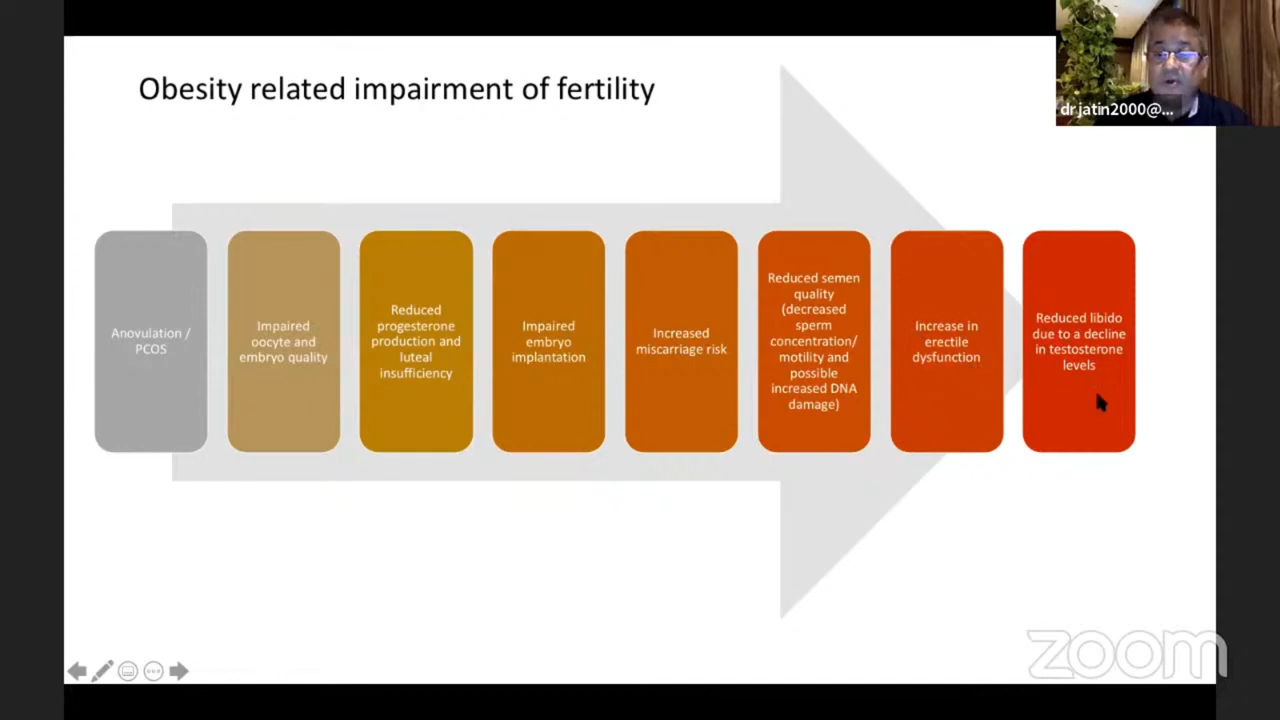 Obesity related impairment of fertility
dr.jatin2000@...
Anovulation /
PCOS
Impaired
oocyte and
embryo quality
Reduced
progesterone
production and
luteal
insufficiency
Impaired
embryo
implantation
Increased
miscarriage risk
Reduced semen
quality
(decreased
sperm
concentration/
motility and
possible
increased DNA
damage)
Increase in
erectile
dysfunction
Reduced libido
due to a decline
in testosterone
levels
zoom